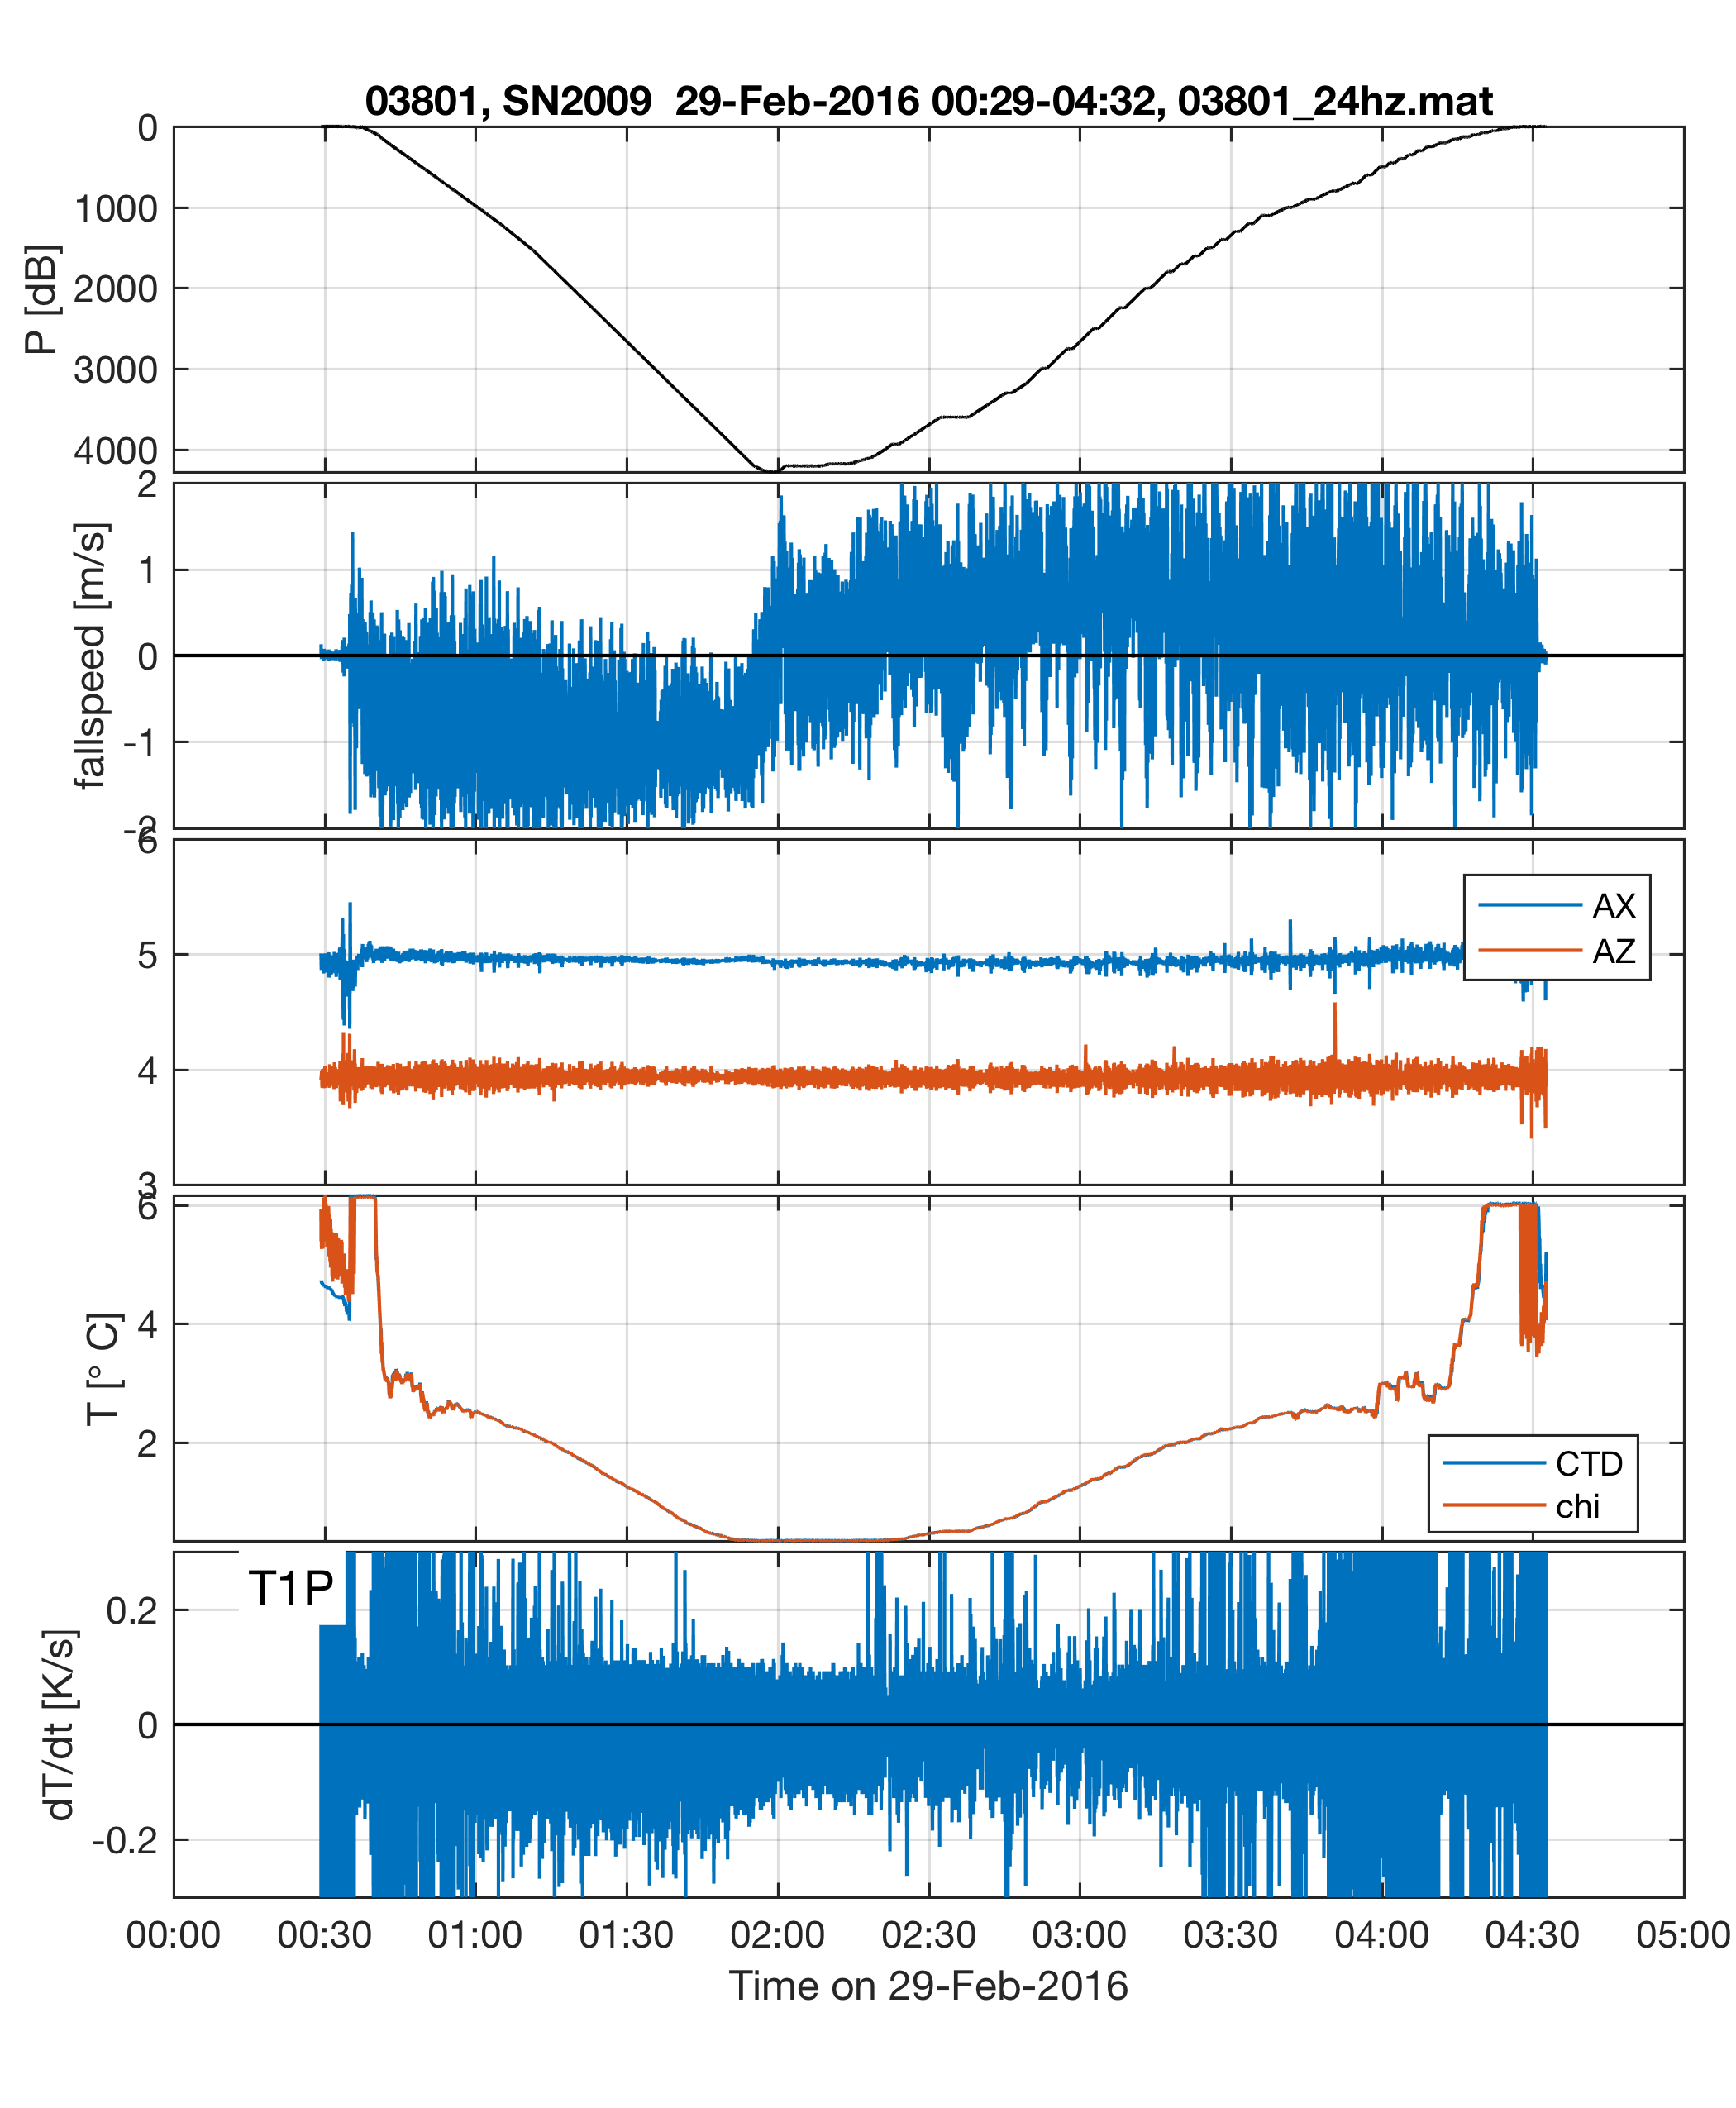 03801, SN2009  29-Feb-2016 00:29-04:32, 03801_24hz.mat
P [dB]
0
1000
2000
3000
4000
fallspeed [m/s]
2
1
0
-1
-2
6
5
4
3
AX
AZ
T [° C]
6
4
2
CTD
chi
T1P
dT/dt [K/s]
0.2
0
-0.2
00:00 00:30 01:00 01:30 02:00 02:30 03:00 03:30 04:00 04:30 05:00
Time on 29-Feb-2016